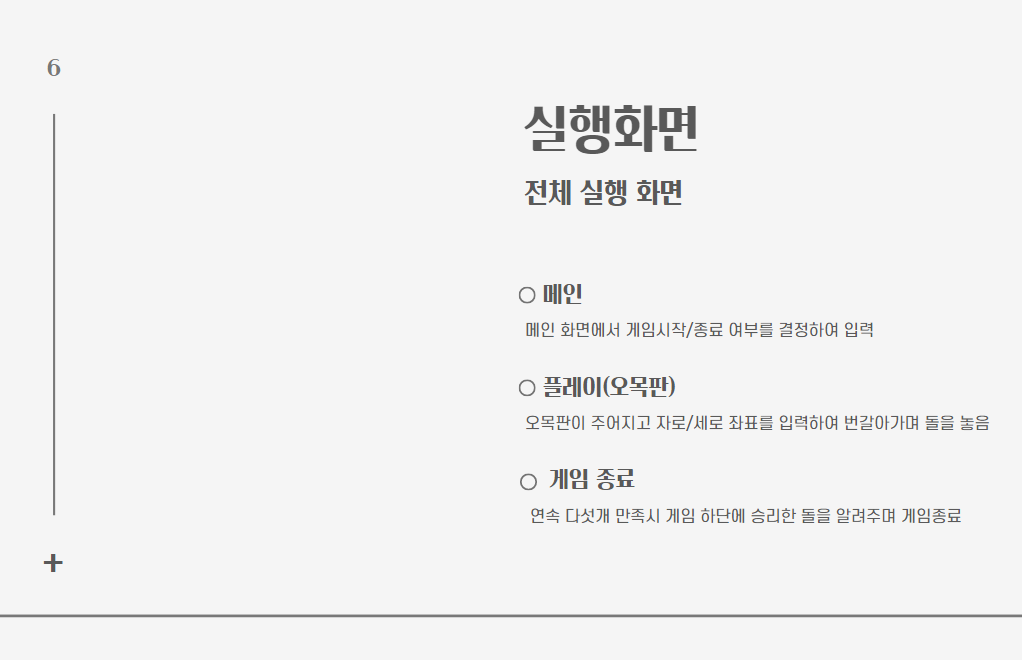 6
실행화면
전체 실행 화면
○ 메인
메인 화면에서 게임시작/종료 여부를 결정하여 입력
○ 플레이(오목판)
오목판이 주어지고 자로/세로 좌표를 입력하여 번갈아가며 돌을 놓음
○ 게임 종료
연속 다섯개 만족시 게임 하단에 승리한 돌을 알려주며 게임종료
+